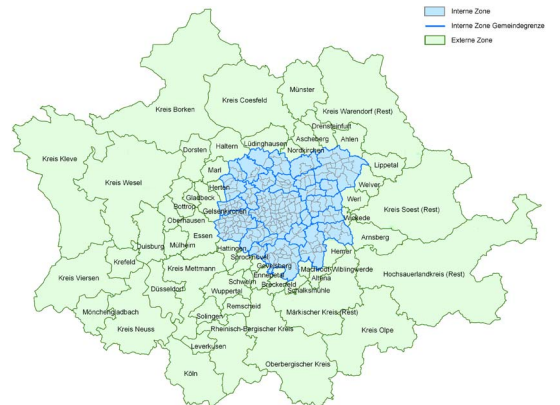 Interne Zone
Interne Zone Gemeindegrenze
Externe Zone
Münster
Kreis Coesfeld
Kreis Borken
Kreis Warendorf (Rest)
Drensteinfurt
Ascheberg
Ahlen
Lüdinghausen
Nordkirchen
Haltern
Dorsten
Kreis Kleve
Lippetal
Marl
Kreis Wesel
Welver
Herten
Gladbeck
Werl
Bottrop
Kreis Soest (Rest)
Gelsenkirchen
Oberhausen
Wickede
Essen
Arnsberg
Duisburg
Mülheim
Hattingen
Hemer
Sprockhövel
Krefeld
Kreis Mettmann
Gevelsberg
Nachrodt-Wiblingwerde
Hochsauerlandkreis (Rest)
Ennepetal
Kreis Viersen
Schwelm
Altena
Breckerfeld
Düsseldorf
Wuppertal
Schalksmühle
Remscheid
Mönchengladbach
Märkischer Kreis (Rest)
Solingen
Kreis Neuss
Rheinisch-Bergischer Kreis
Kreis Olpe
Leverkusen
Oberbergischer Kreis
Köln